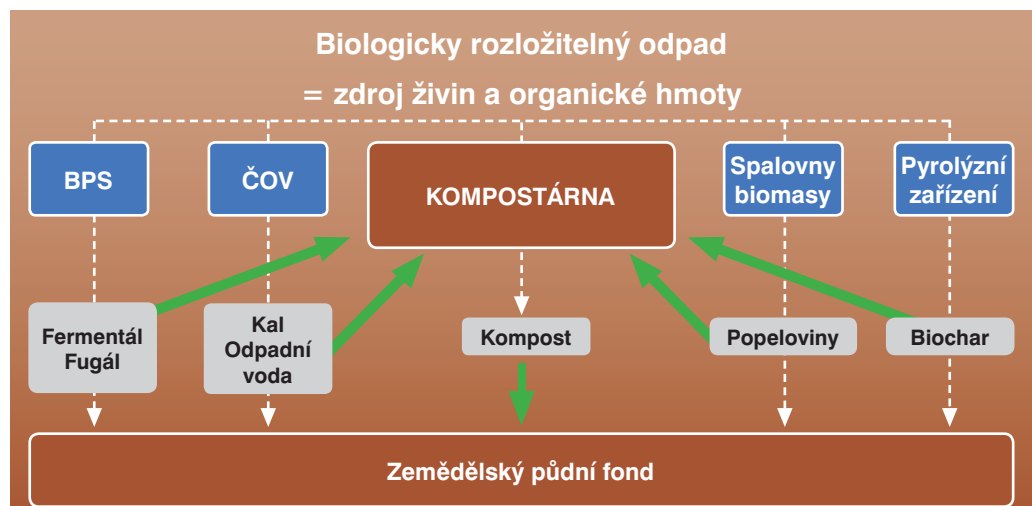 Biologicky rozložitelný odpad
= zdroj živin a organické hmoty
BPS
ČOV
KOMPOSTÁRNA
Spalovny
biomasy
Pyrolýzní
zařízení
Fermentál
Fugál
Kal
Odpadní
voda
Kompost
Popeloviny
Biochar
Zemědělský půdní fond